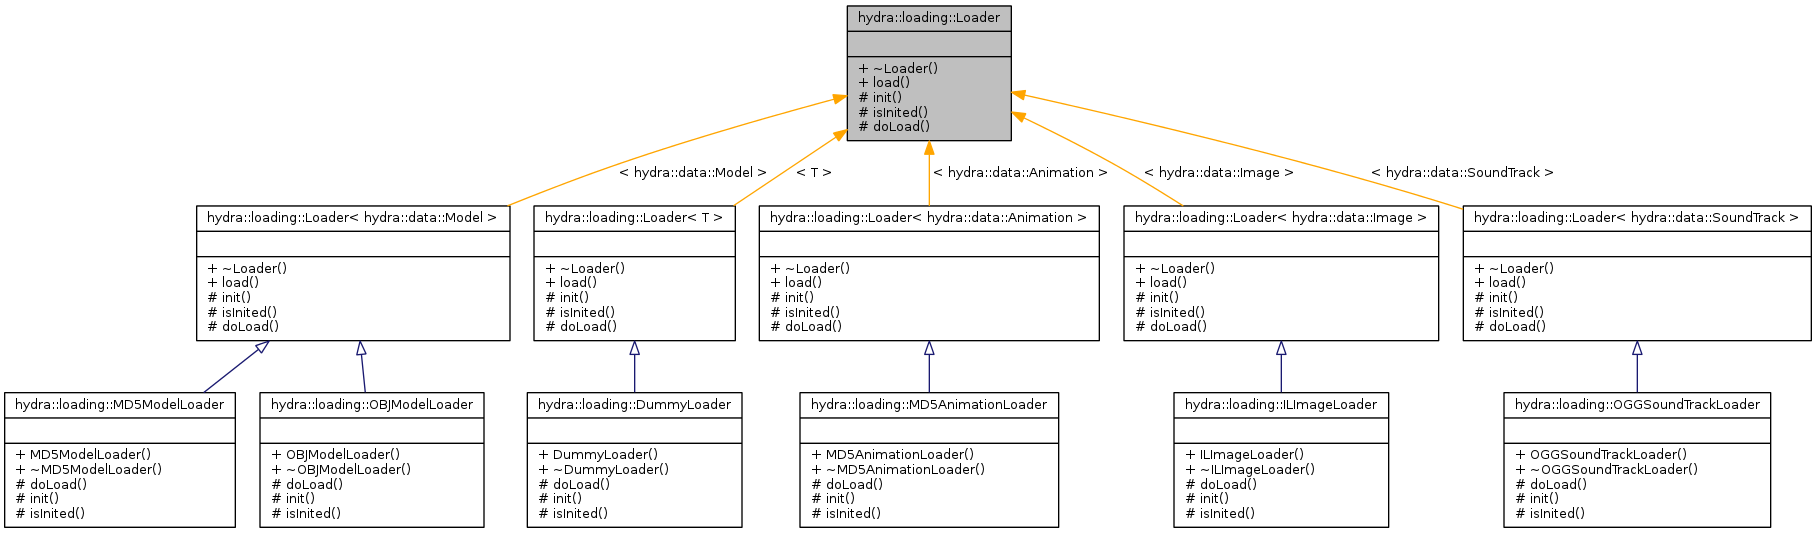 hydra::loading::Loader
+ ~Loader()
+ load()
# init()
# isInited()
# doLoad()
< hydra::data::Model >
< T >
< hydra::data::Animation >
< hydra::data::Image >
< hydra::data::SoundTrack >
hydra::loading::Loader< hydra::data::Model >
+ ~Loader()
+ load()
# init()
# isInited()
# doLoad()
hydra::loading::Loader< T >
+ ~Loader()
+ load()
# init()
# isInited()
# doLoad()
hydra::loading::Loader< hydra::data::Animation >
+ ~Loader()
+ load()
# init()
# isInited()
# doLoad()
hydra::loading::Loader< hydra::data::Image >
+ ~Loader()
+ load()
# init()
# isInited()
# doLoad()
hydra::loading::Loader< hydra::data::SoundTrack >
+ ~Loader()
+ load()
# init()
# isInited()
# doLoad()
hydra::loading::MD5ModelLoader
+ MD5ModelLoader()
+ ~MD5ModelLoader()
# doLoad()
# init()
# isInited()
hydra::loading::OBJModelLoader
+ OBJModelLoader()
+ ~OBJModelLoader()
# doLoad()
# init()
# isInited()
hydra::loading::DummyLoader
+ DummyLoader()
+ ~DummyLoader()
# doLoad()
# init()
# isInited()
hydra::loading::MD5AnimationLoader
+ MD5AnimationLoader()
+ ~MD5AnimationLoader()
# doLoad()
# init()
# isInited()
hydra::loading::ILImageLoader
+ ILImageLoader()
+ ~ILImageLoader()
# doLoad()
# init()
# isInited()
hydra::loading::OGGSoundTrackLoader
+ OGGSoundTrackLoader()
+ ~OGGSoundTrackLoader()
# doLoad()
# init()
# isInited()